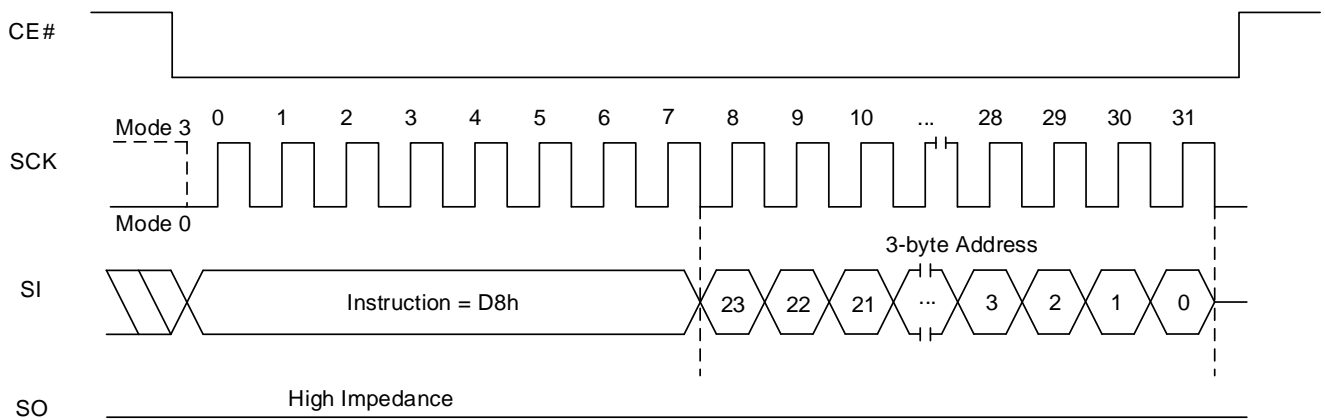 CE#
0 1 2 3 4 5 6 7 8 9 10 ... 28 29 30 31
Mode 3
SCK
Mode 0
3-byte Address
SI
Instruction = D8h 23 22 21 ... 3 2 1 0
High Impedance
SO